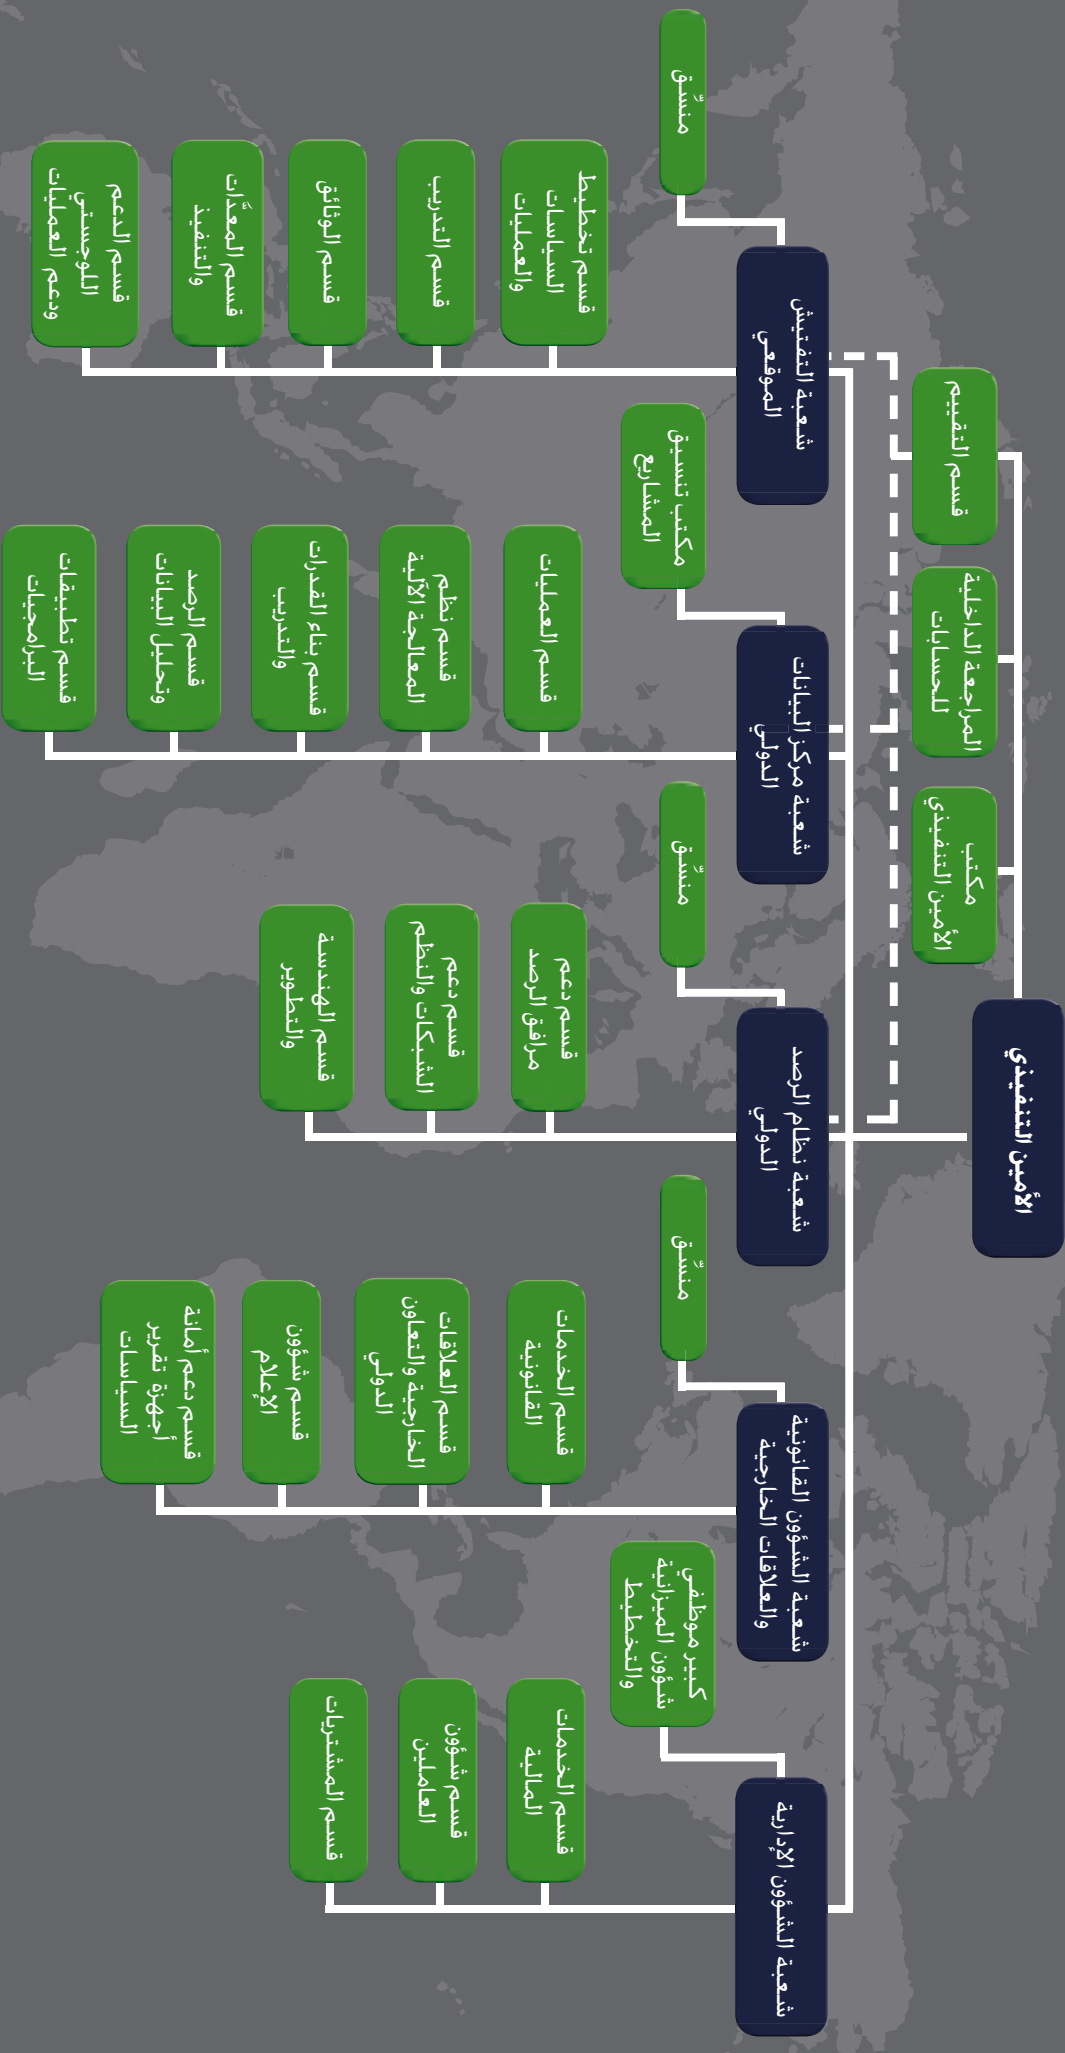 الأمين التنفيذي
مكتب
الأمين التنفيذي
المراجعة الداخلية
للحسابات
قسم التقييم
شعبة الشؤون الإدارية
كبير موظفي
شؤون الميزانية
والتخطيط
قسم الخدمات
المالية
قسم شؤون
العاملين
قسم المشتريات
شعبة الشؤون القانونية
والعلاقات الخارجية
منسِّق
قسم الخدمات
القانونية
قسم العلاقات
الخارجية والتعاون
الدولي
قسم شؤون
الإعلام
قسم دعم أمانة
أجهزة تقرير
السياسات
شعبة نظام الرصد
الدولي
منسِّق
قسم دعم
مرافق الرصد
قسم دعم
الشبكات والنظم
قسم الهندسة
والتطوير
شعبة مركز البيانات
الدولي
مكتب تنسيق
المشاريع
قسم العمليات
قسم نظم
المعالجة الآلية
قسم بناء القدرات
والتدريب
قسم الرصد
وتحليل البيانات
قسم تطبيقات
البرامجيات
شعبة التفتيش
الموقعي
منسِّق
قسم تخطيط
السياسات
والعمليات
قسم التدريب
قسم الوثائق
قسم المعدَّات
والتنفيذ
قسم الدعم
اللوجستي
ودعم العمليات